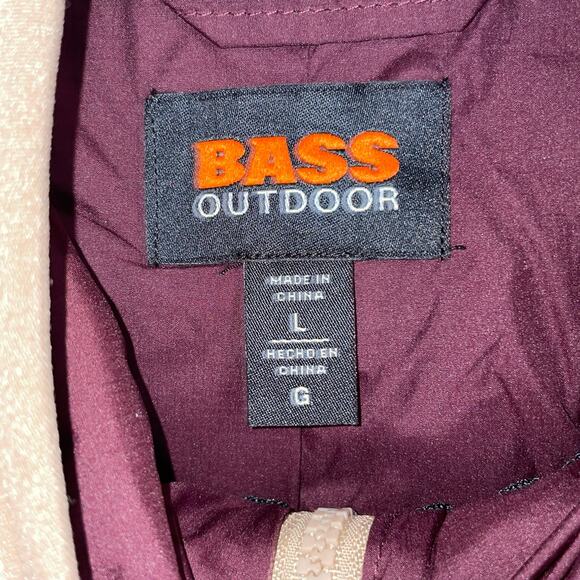 BASS
OUTDOOR
MADE IN
CHINA
L
HECHO EN
CHINA
G